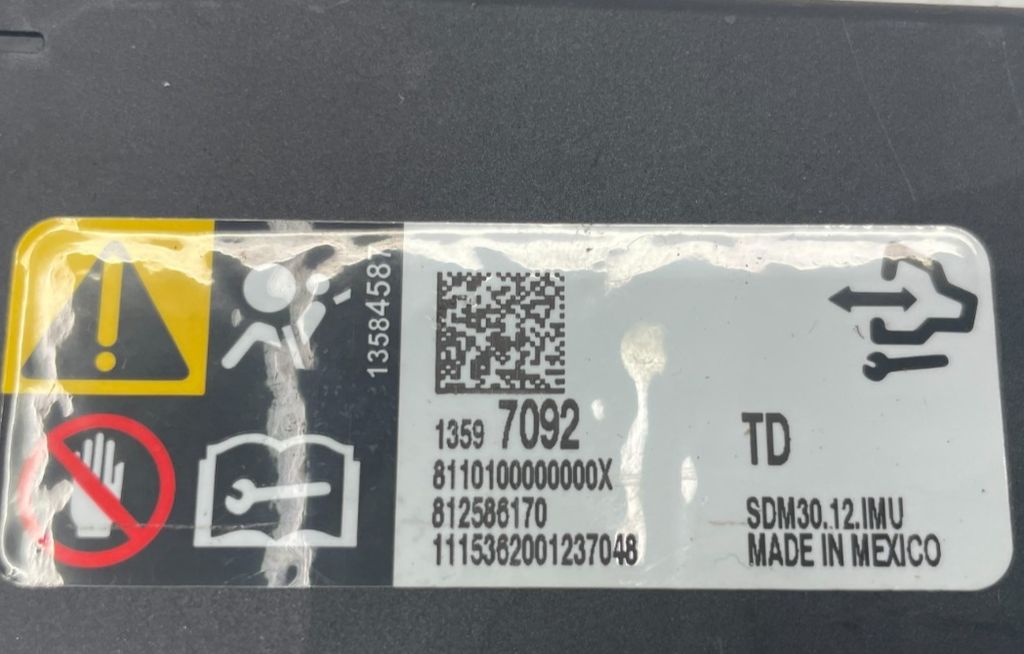 13584587
1359 7092
8110100000000X
812586170
1115362001237048
TD
SDM30.12.IMU
MADE IN MEXICO